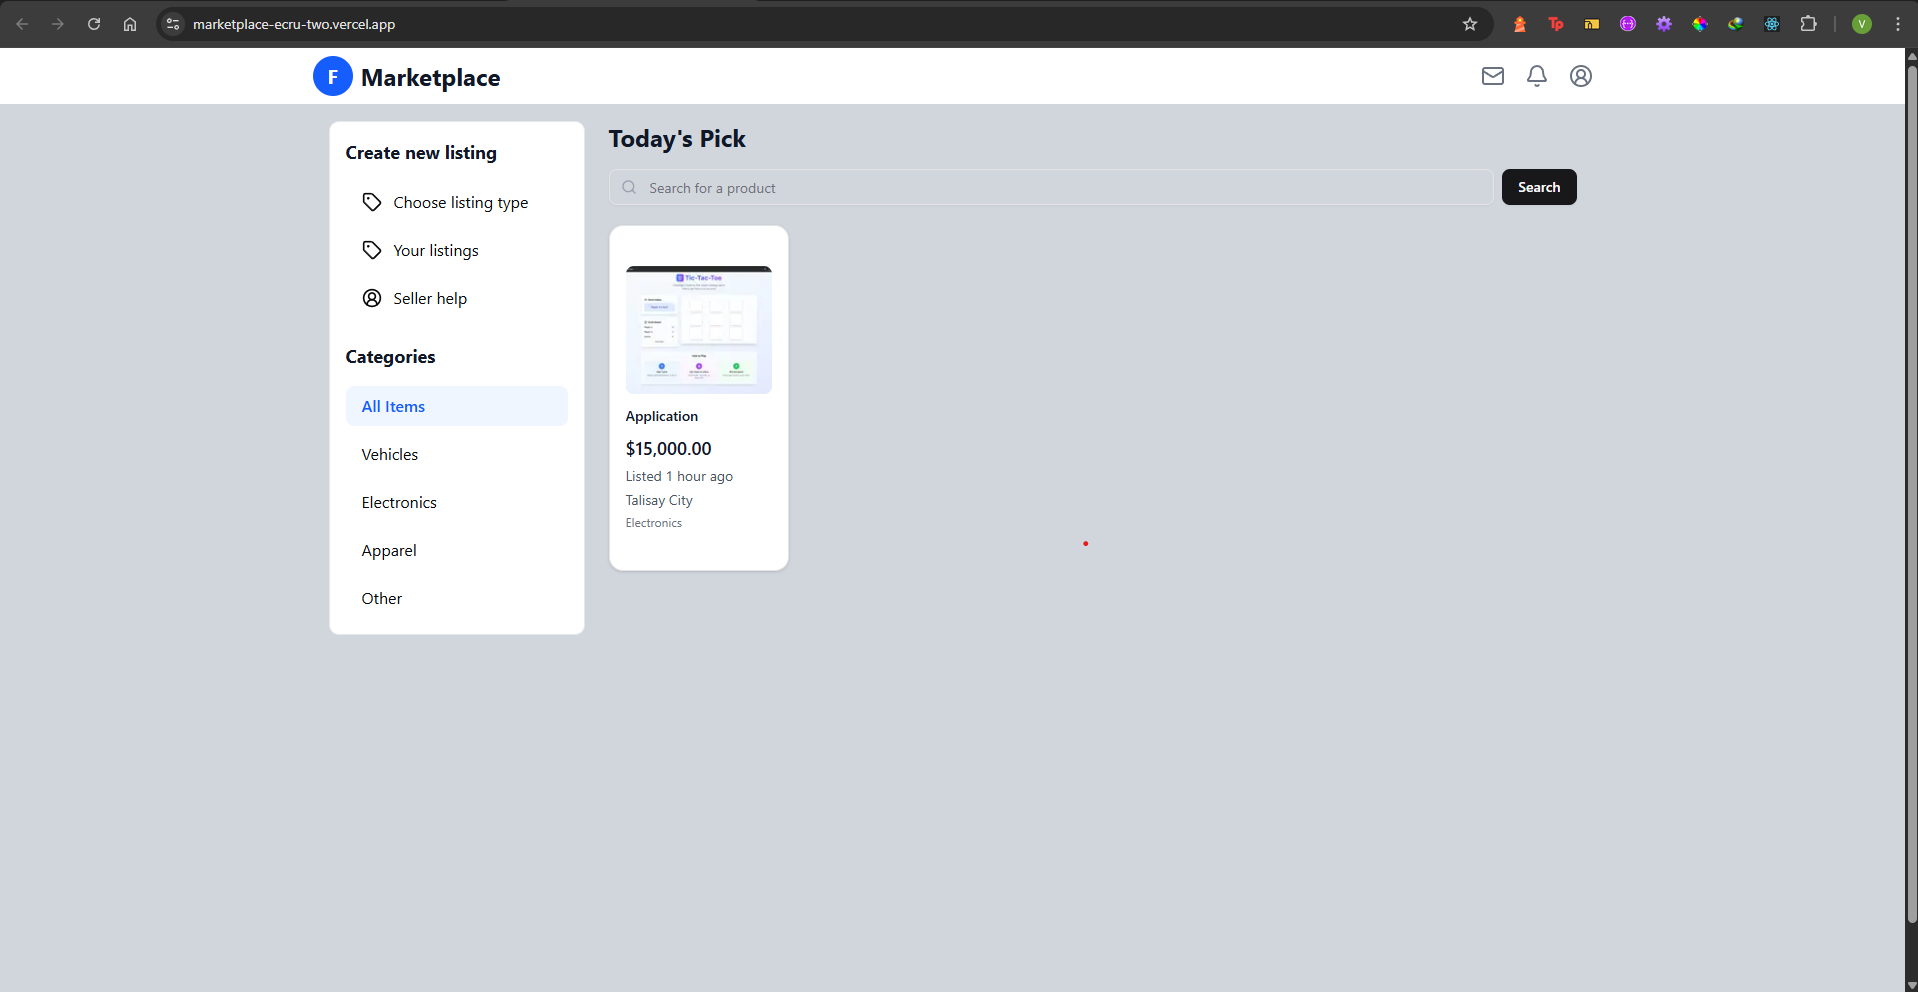 marketplace-ecru-two.vercel.app
Tp
V
F Marketplace
Create new listing
Choose listing type
Your listings
Seller help
Categories
All Items
Vehicles
Electronics
Apparel
Other
Today's Pick
Search for a product
Search
Tic-Tac-Toe
Application
$15,000.00
Listed 1 hour ago
Talisay City
Electronics